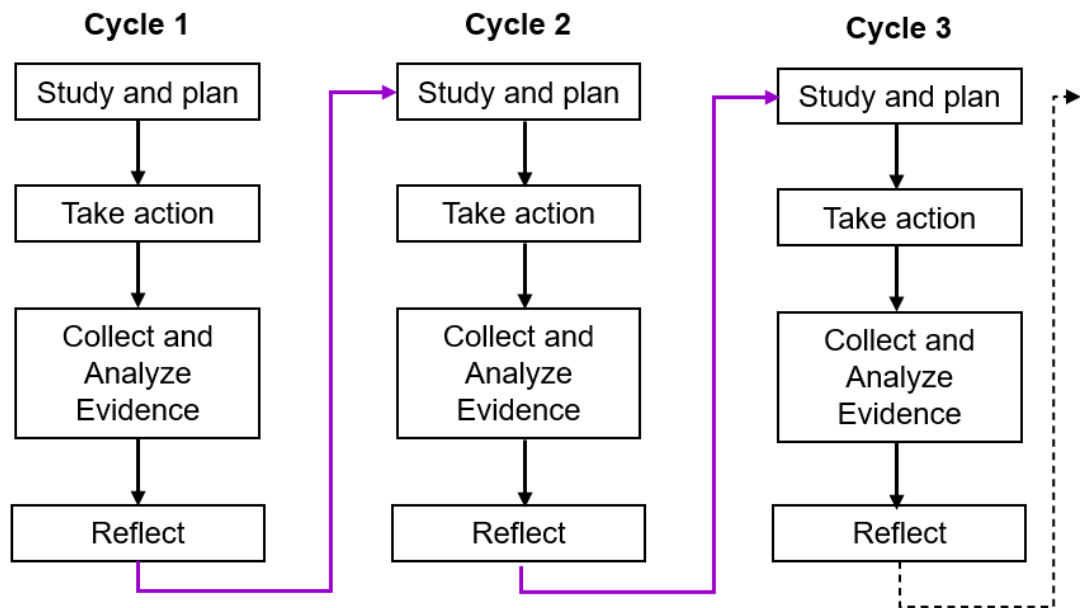 Cycle 1
Study and plan
Take action
Collect and
Analyze
Evidence
Reflect
Cycle 2
Study and plan
Take action
Collect and
Analyze
Evidence
Reflect
Cycle 3
Study and plan
Take action
Collect and
Analyze
Evidence
Reflect